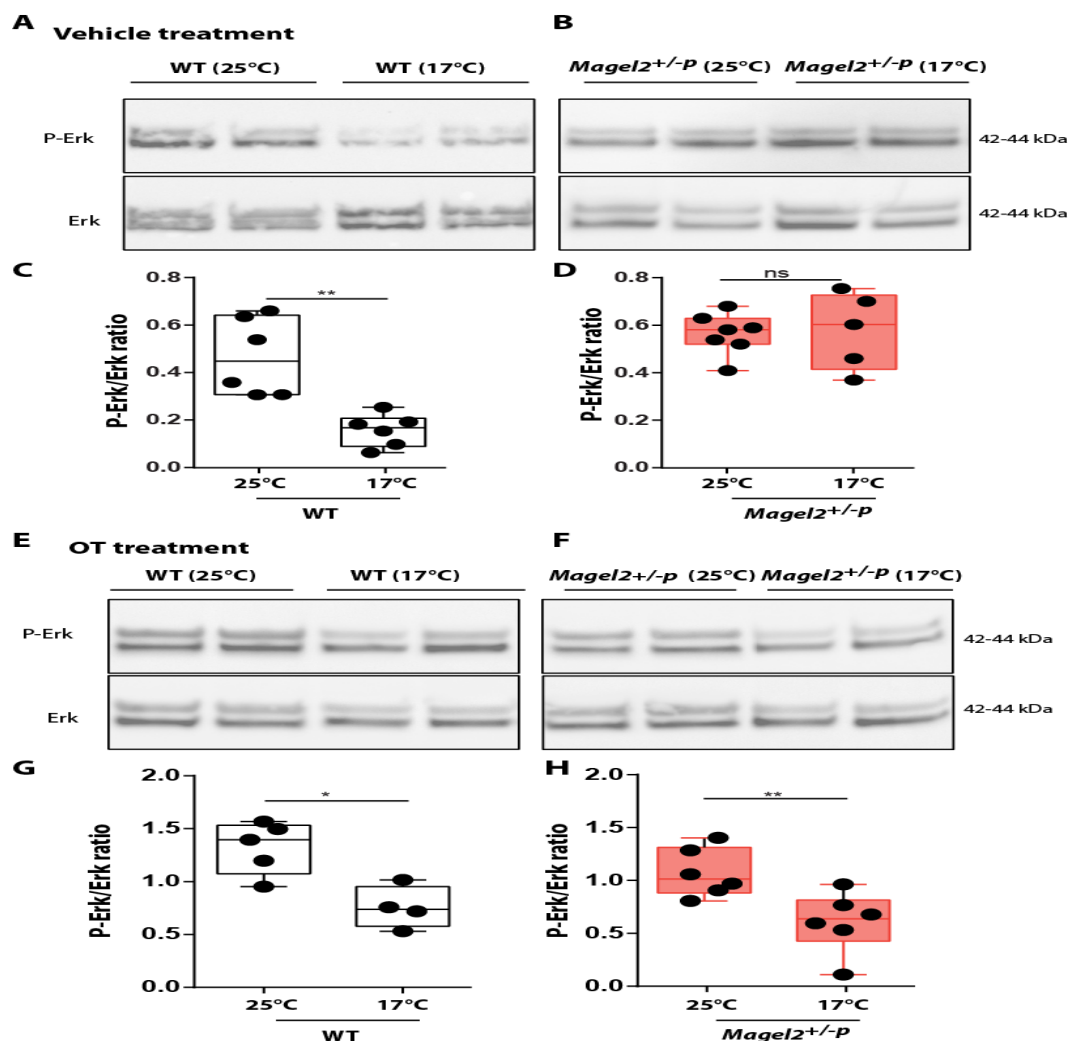 A
Vehicle treatment
B
WT (25°C)
WT (17°C)
Magel2+/-p (25°C)
Magel2+/-p (17°C)
P-Erk
42-44 kDa
Erk
42-44 kDa
C
D
P-Erk/Erk ratio
0.8
0.6
0.4
0.2
0.0
**
25°C
17°C
WT
P-Erk/Erk ratio
0.8
0.6
0.4
0.2
0.0
ns
25°C
17°C
Magel2+/-p
E
OT treatment
F
WT (25°C)
WT (17°C)
Magel2+/-p (25°C)
Magel2+/-p (17°C)
P-Erk
42-44 kDa
Erk
42-44 kDa
G
H
P-Erk/Erk ratio
2.0
1.5
1.0
0.5
0.0
*
25°C
17°C
WT
P-Erk/Erk ratio
2.0
1.5
1.0
0.5
0.0
**
25°C
17°C
Magel2+/-p